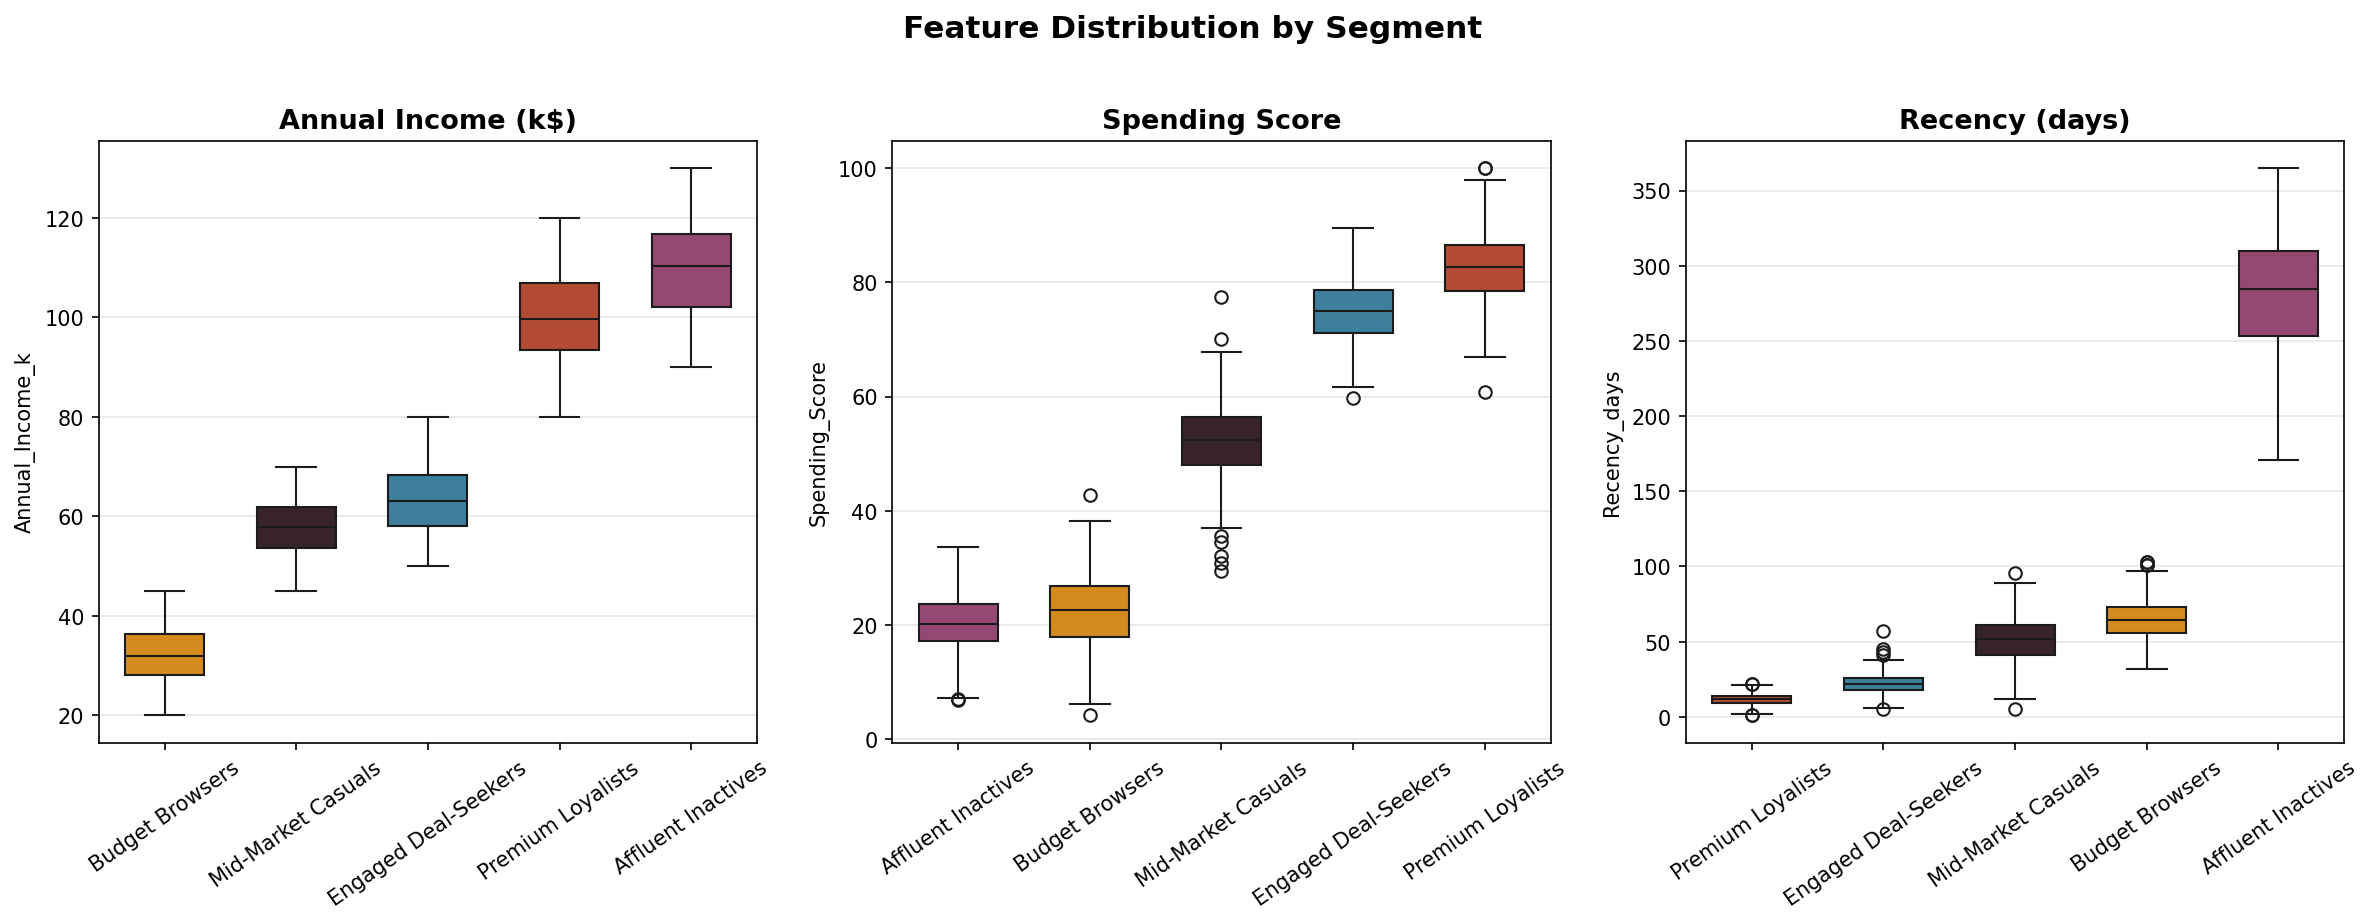 Feature Distribution by Segment
Annual Income (k$)
Annual_Income_k
120
100
80
60
40
20
Budget Browsers
Mid-Market Casuals
Engaged Deal-Seekers
Premium Loyalists
Affluent Inactives
Spending Score
Spending_Score
100
80
60
40
20
0
Affluent Inactives
Budget Browsers
Mid-Market Casuals
Engaged Deal-Seekers
Premium Loyalists
Recency (days)
Recency_days
350
300
250
200
150
100
50
0
Premium Loyalists
Engaged Deal-Seekers
Mid-Market Casuals
Budget Browsers
Affluent Inactives